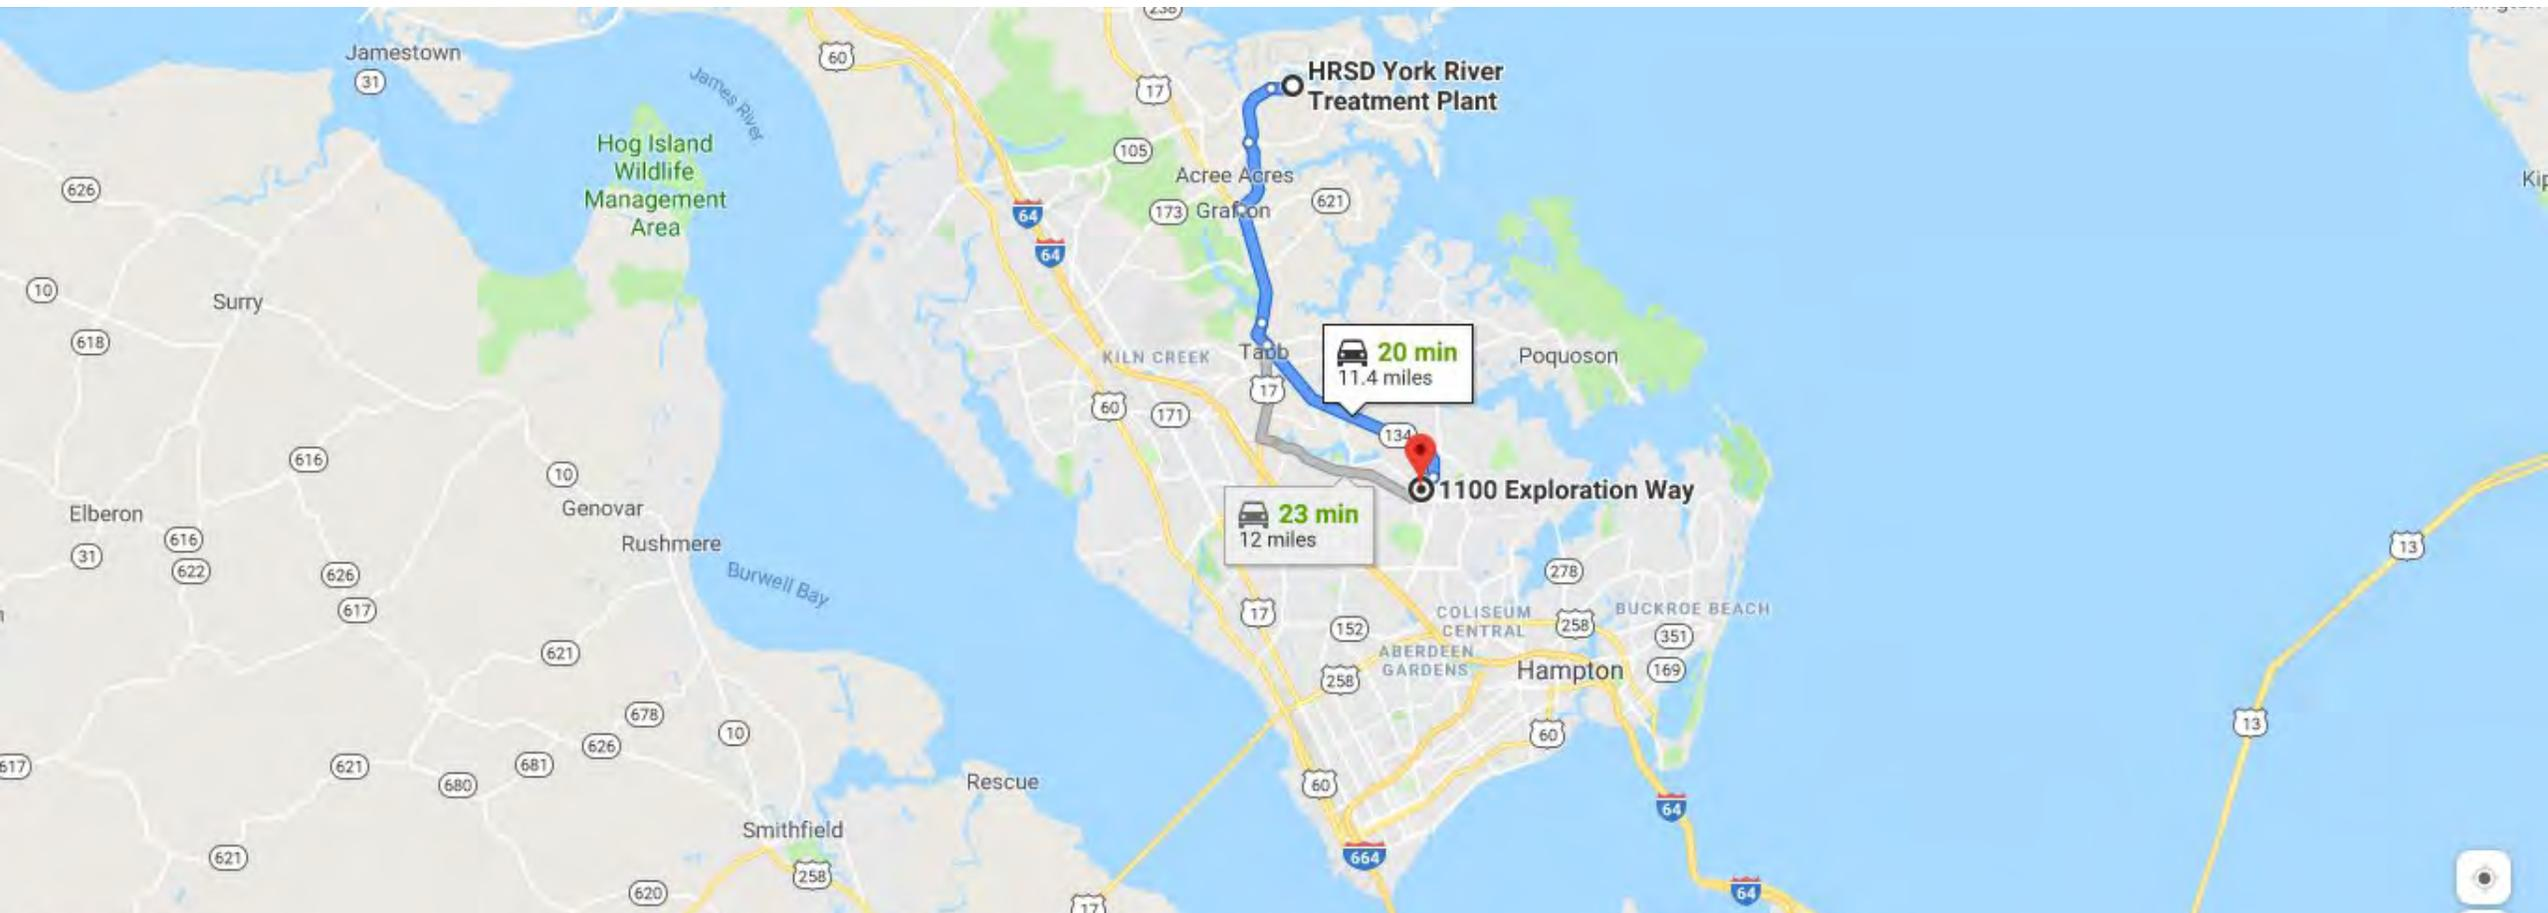 238
Jamestown
31
James River
60
17
HRSD York River
Treatment Plant
Hog Island
Wildlife
Management
Area
105
Acree Acres
626
173
Grafton
621
64
64
10
Surry
618
KILN CREEK
Tabb
20 min
11.4 miles
Poquoson
17
60
171
134
616
10
1100 Exploration Way
Elberon
Genovar
23 min
12 miles
31
616
622
Rushmere
13
626
617
Burwell Bay
278
17
152
COLISEUM
CENTRAL
258
BUCKROE BEACH
351
621
ABERDEEN
GARDENS
258
Hampton
169
678
10
626
60
13
617
621
681
680
Rescue
60
64
Smithfield
621
258
664
620
64
17